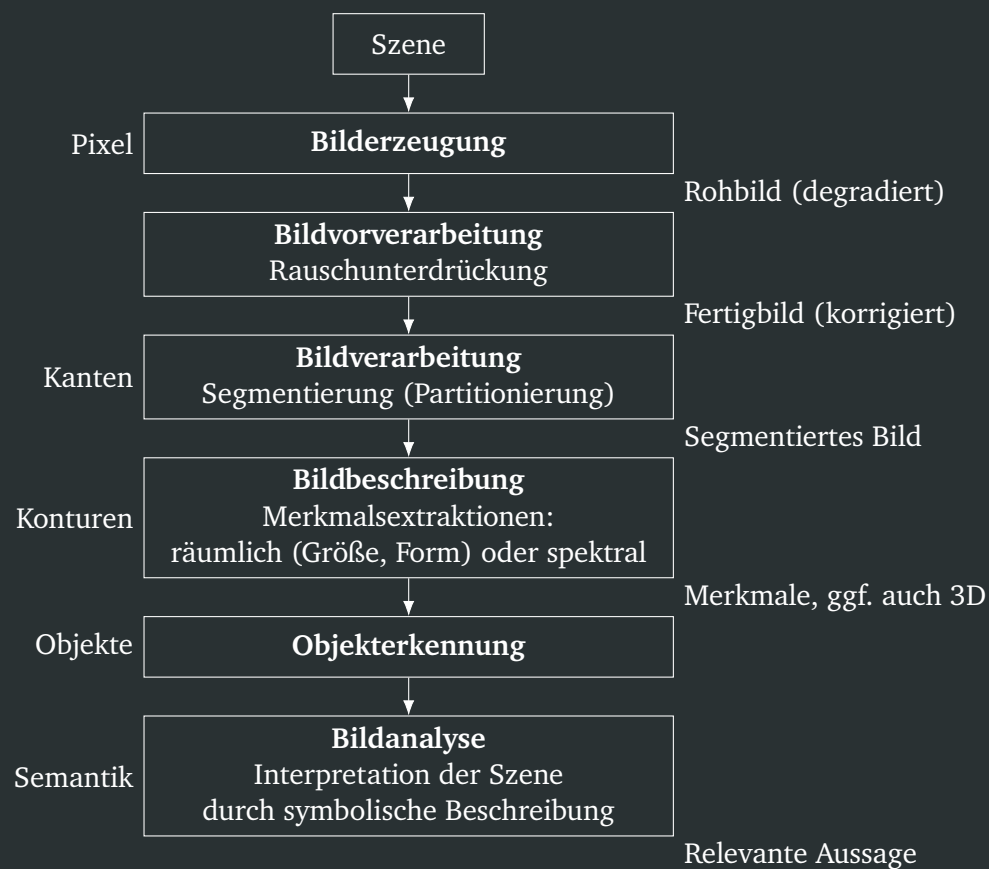 Szene
Pixel
Bilderzeugung
Rohbild (degradiert)
Bildvorverarbeitung
Rauschunterdrückung
Fertigbild (korrigiert)
Kanten
Bildverarbeitung
Segmentierung (Partitionierung)
Segmentiertes Bild
Konturen
Bildbeschreibung
Merkmalsextraktionen:
räumlich (Größe, Form) oder spektral
Merkmale, ggf. auch 3D
Objekte
Objekterkennung
Semantik
Bildanalyse
Interpretation der Szene
durch symbolische Beschreibung
Relevante Aussage